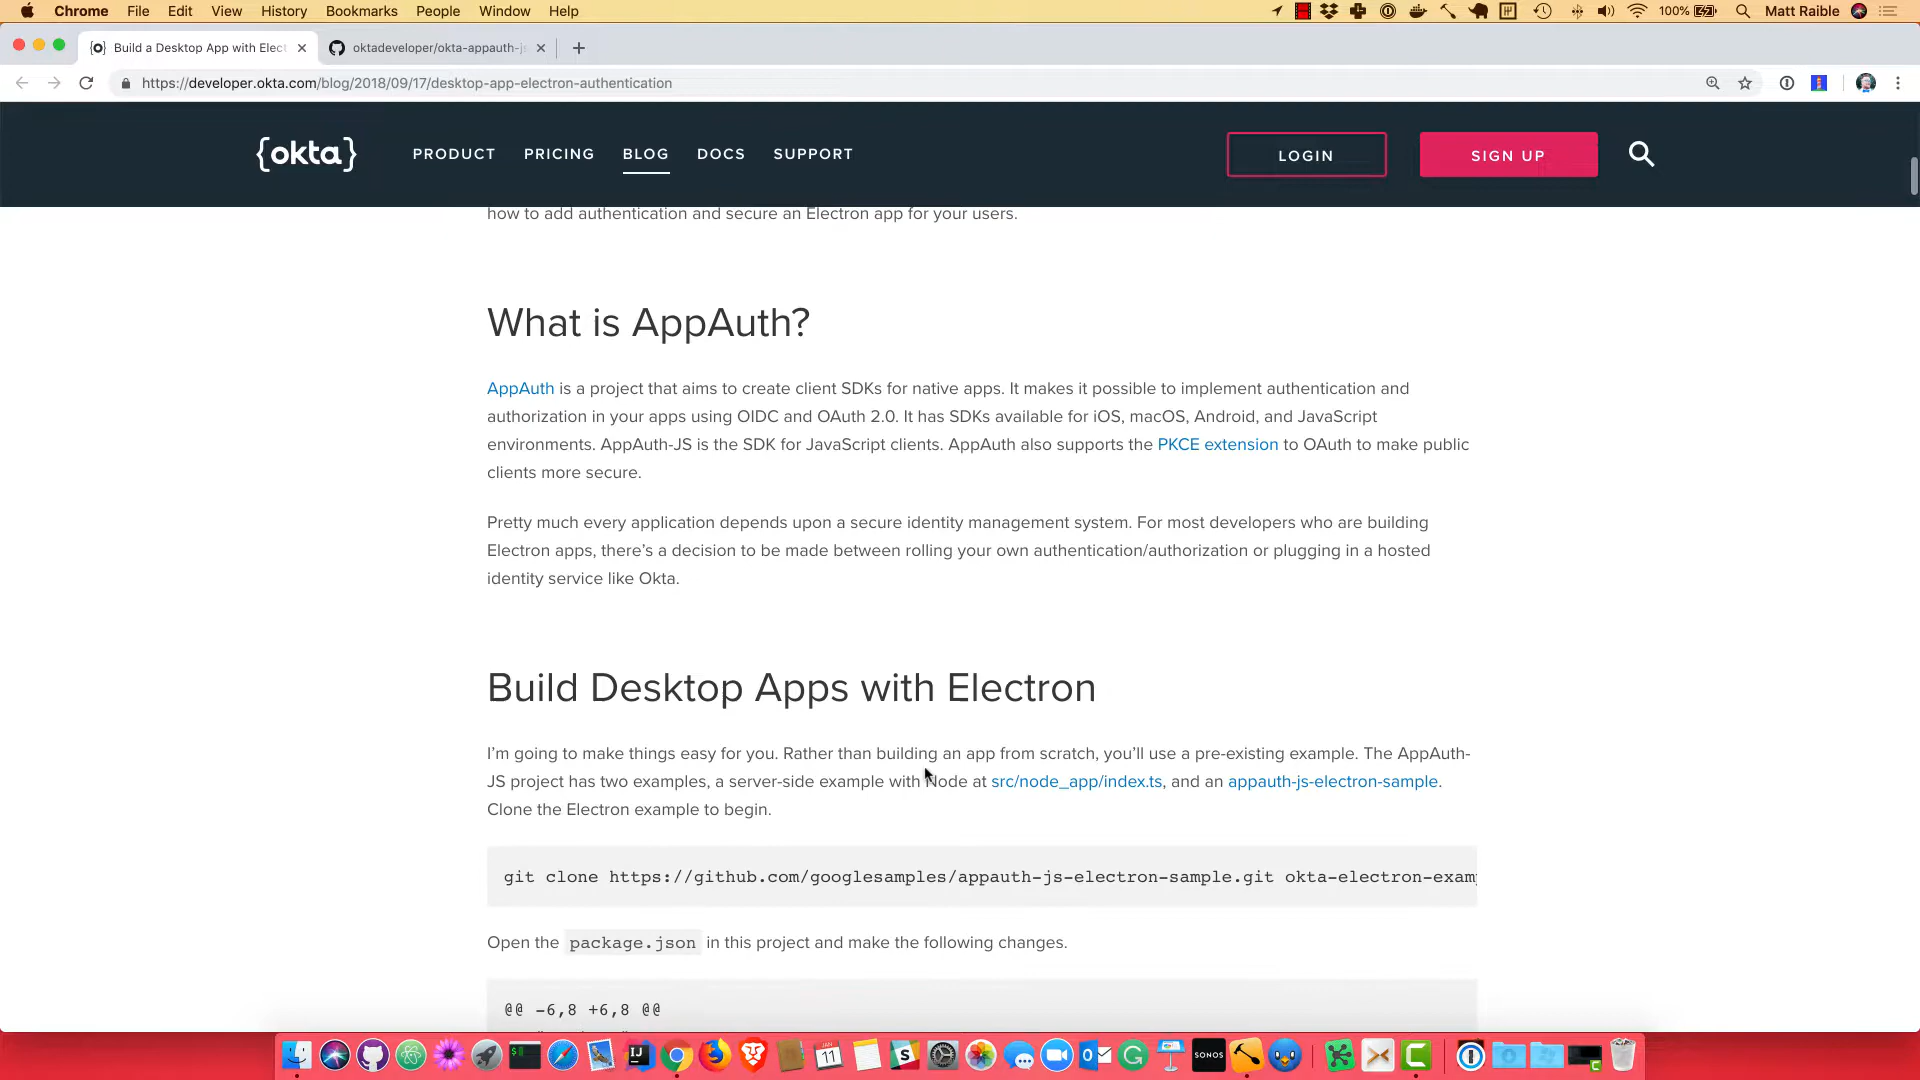 Chrome File Edit View History Bookmarks People Window Help 100% Matt Raible
Build a Desktop App with Elect oktadeveloper/okta-appauth-js
https://developer.okta.com/blog/2018/09/17/desktop-app-electron-authentication
{okta} PRODUCT PRICING BLOG DOCS SUPPORT LOGIN SIGN UP
how to add authentication and secure an Electron app for your users.
What is AppAuth?
AppAuth is a project that aims to create client SDKs for native apps. It makes it possible to implement authentication and
authorization in your apps using OIDC and OAuth 2.0. It has SDKs available for iOS, macOS, Android, and JavaScript
environments. AppAuth-JS is the SDK for JavaScript clients. AppAuth also supports the PKCE extension to OAuth to make public
clients more secure.
Pretty much every application depends upon a secure identity management system. For most developers who are building
Electron apps, there's a decision to be made between rolling your own authentication/authorization or plugging in a hosted
identity service like Okta.
Build Desktop Apps with Electron
I'm going to make things easy for you. Rather than building an app from scratch, you'll use a pre-existing example. The AppAuth-
JS project has two examples, a server-side example with Node at src/node_app/index.ts, and an appauth-js-electron-sample.
Clone the Electron example to begin.
git clone https://github.com/googlesamples/appauth-js-electron-sample.git okta-electron-exam
Open the package.json in this project and make the following changes.
@@ -6,8 +6,8 @@
JAN 11 SONOS